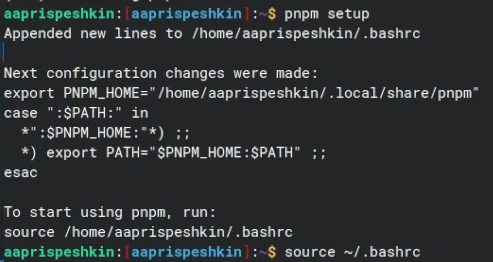 aaprispeshkin:[aaprispeshkin]:~$ pnpm setup
Appended new lines to /home/aaprispeshkin/.bashrc
Next configuration changes were made:
export PNPM_HOME="/home/aaprispeshkin/.local/share/pnpm"
case ":$PATH:" in
  *":$PNPM_HOME:"*) ;;
  *) export PATH="$PNPM_HOME:$PATH" ;;
esac
To start using pnpm, run:
source /home/aaprispeshkin/.bashrc
aaprispeshkin:[aaprispeshkin]:~$ source ~/.bashrc